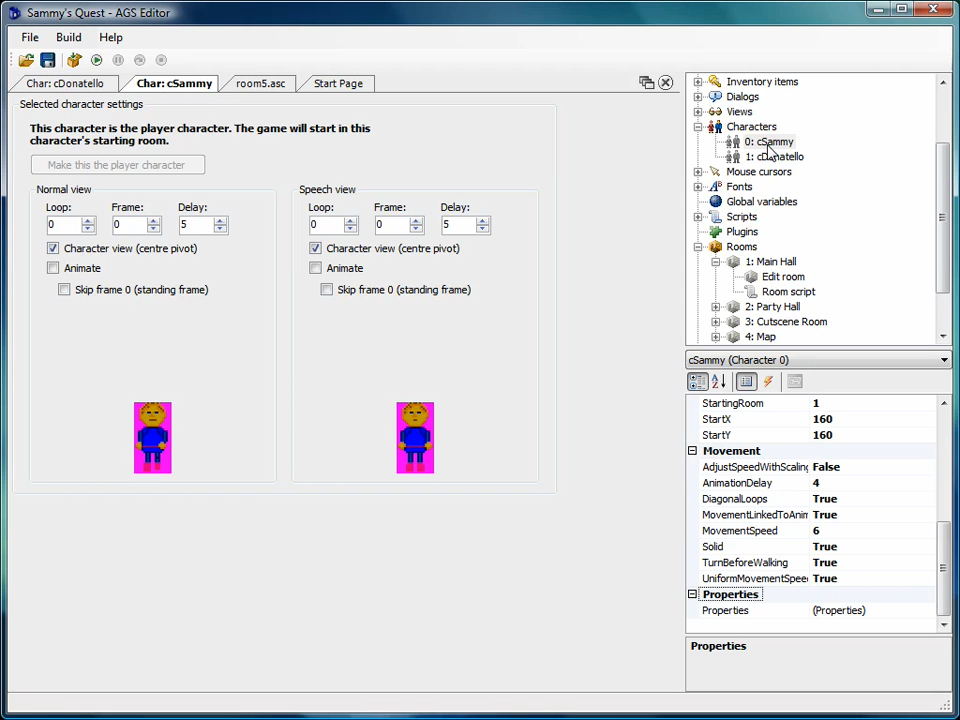 Sammy's Quest - AGS Editor
File Build Help
Char: cDonatello Char: cSammy room5.asc Start Page
Selected character settings
This character is the player character. The game will start in this
character's starting room.
Make this the player character
Normal view
Loop: Frame: Delay:
0 0 5
Character view (centre pivot)
Animate
Skip frame 0 (standing frame)
Speech view
Loop: Frame: Delay:
0 0 5
Character view (centre pivot)
Animate
Skip frame 0 (standing frame)
Inventory items
Dialogs
Views
Characters
0: cSammy
1: cDonatello
Mouse cursors
Fonts
Global variables
Scripts
Plugins
Rooms
1: Main Hall
Edit room
Room script
2: Party Hall
3: Cutscene Room
4: Map
cSammy (Character 0)
StartingRoom 1
StartX 160
StartY 160
Movement
AdjustSpeedWithScaling False
AnimationDelay 4
DiagonalLoops True
MovementLinkedToAnim True
MovementSpeed 6
Solid True
TurnBeforeWalking True
UniformMovementSpee True
Properties
Properties (Properties)
Properties